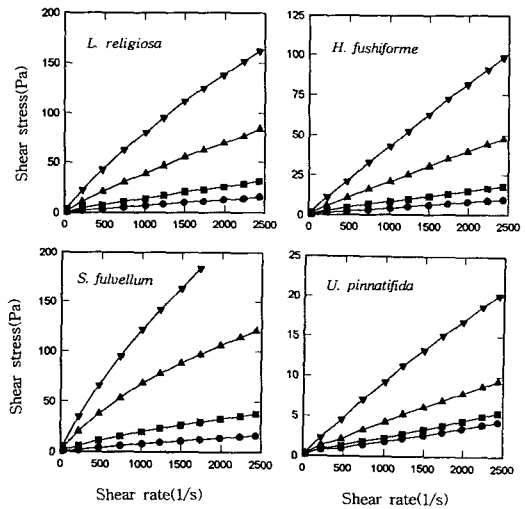 L. religiosa
200
150
100
50
0
0 500 1000 1500 2000 2500
Shear stress(Pa)
H. fushiforme
125
100
75
50
25
0
0 500 1000 1500 2000 2500
S. fulvellum
200
150
100
50
0
0 500 1000 1500 2000 2500
Shear stress(Pa)
Shear rate(1/s)
U. pinnatifida
25
20
15
10
5
0
0 500 1000 1500 2000 2500
Shear rate(1/s)